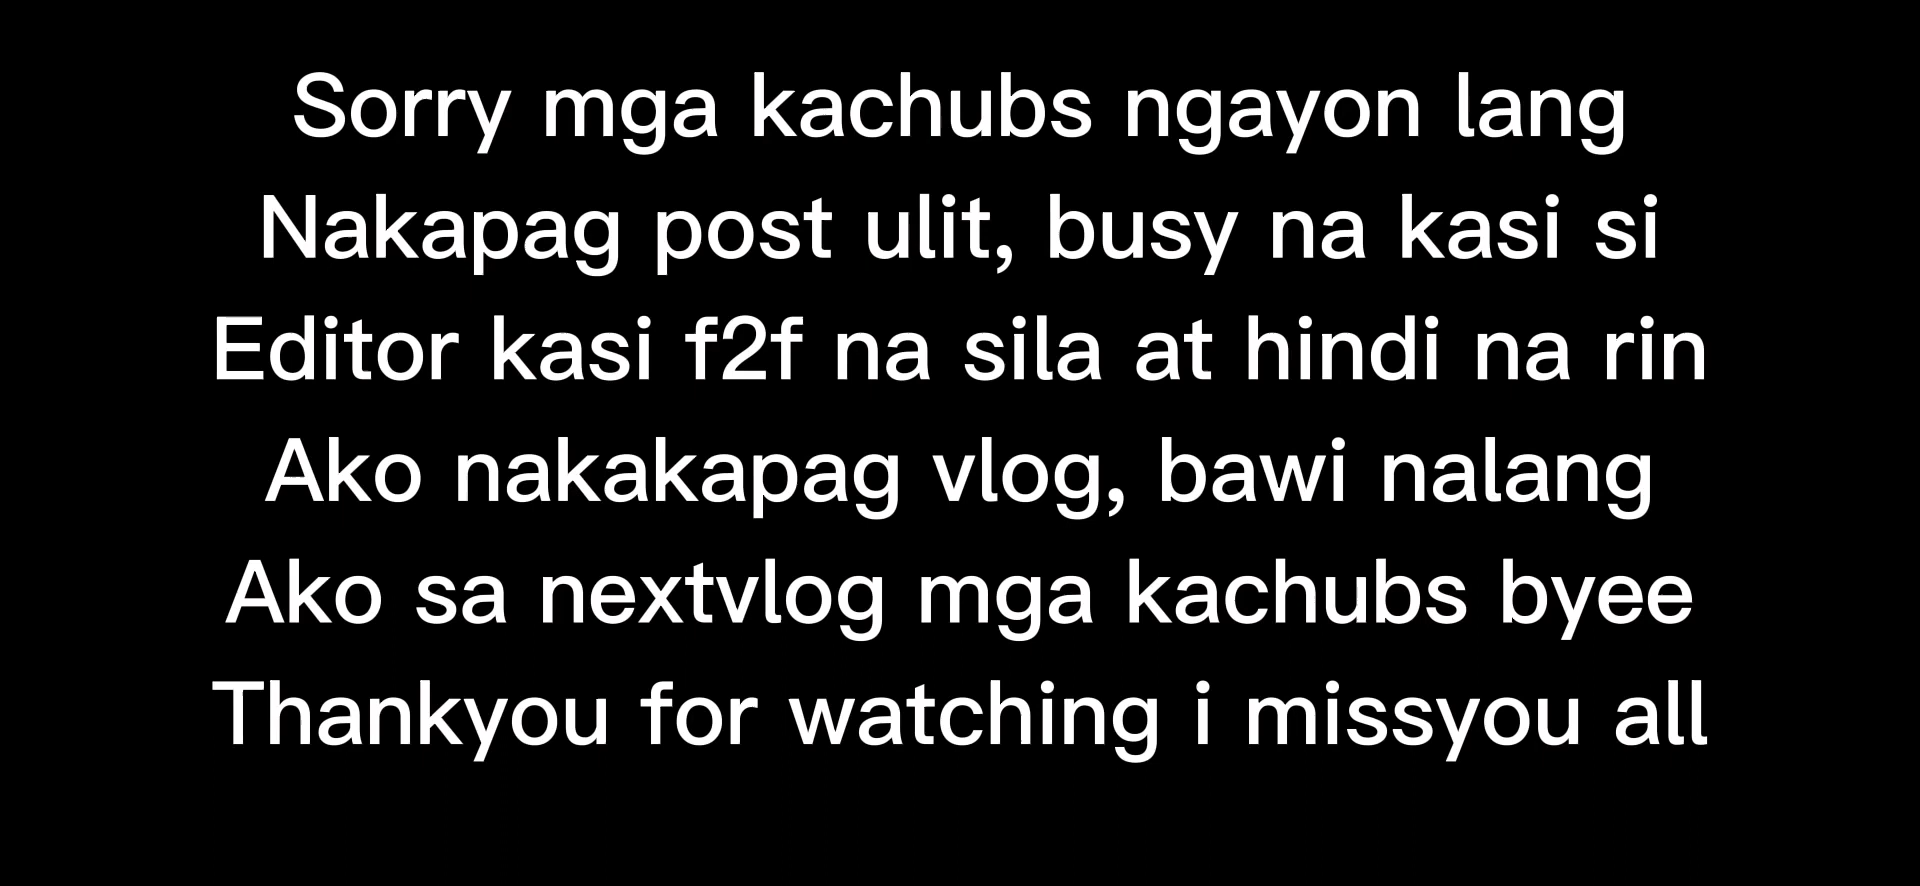 Sorry mga kachubs ngayon lang
Nakapag post ulit, busy na kasi si
Editor kasi f2f na sila at hindi na rin
Ako nakakapag vlog, bawi nalang
Ako sa nextvlog mga kachubs byee
Thankyou for watching i missyou all